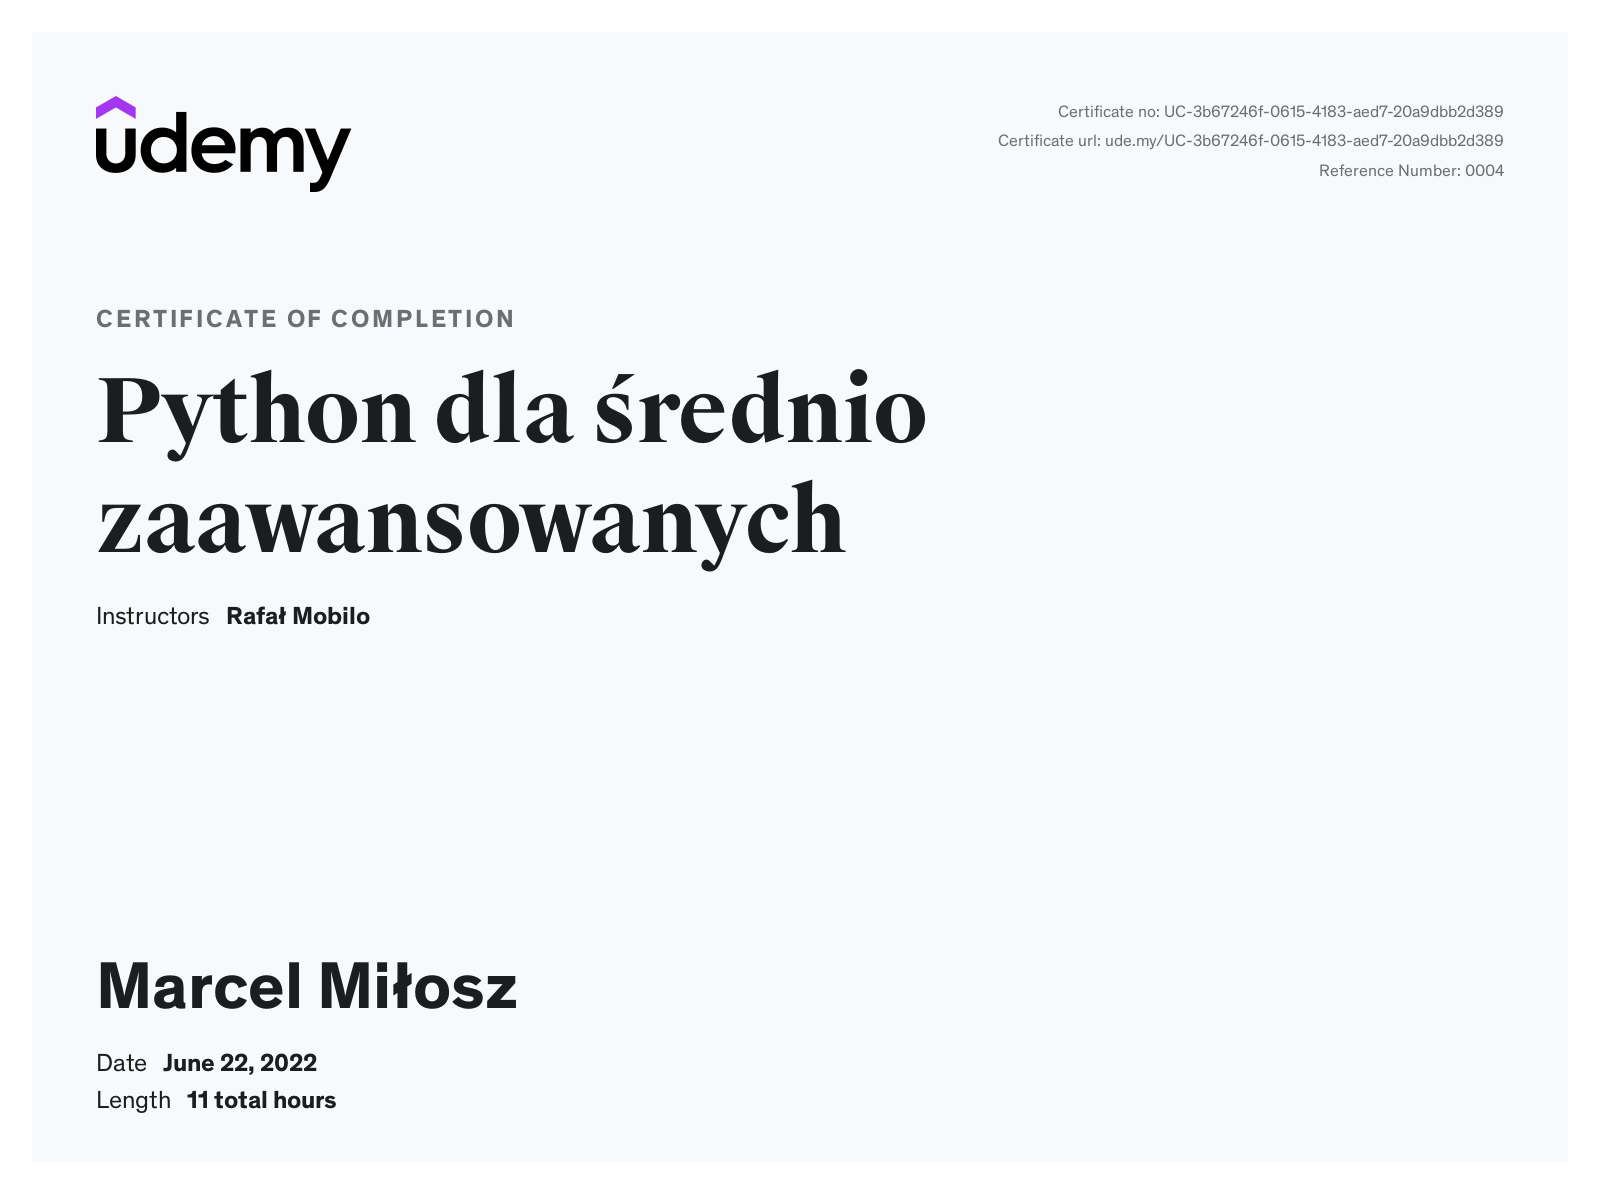 udemy
Certificate no: UC-3b67246f-0615-4183-aed7-20a9dbb2d389
Certificate url: ude.my/UC-3b67246f-0615-4183-aed7-20a9dbb2d389
Reference Number: 0004
CERTIFICATE OF COMPLETION
Python dla średnio
zaawansowanych
Instructors Rafał Mobilo
Marcel Miłosz
Date June 22, 2022
Length 11 total hours